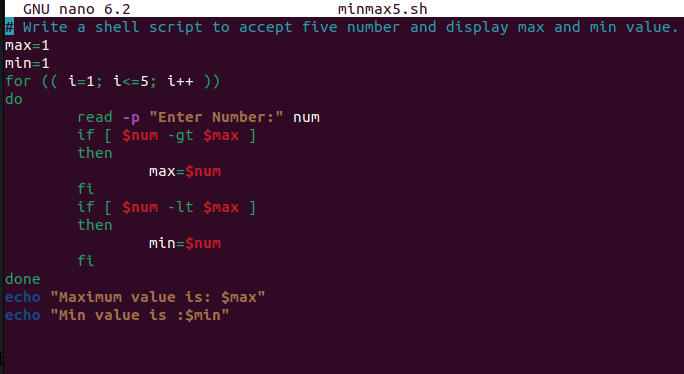 GNU nano 6.2 minmax5.sh
# Write a shell script to accept five number and display max and min value.
max=1
min=1
for (( i=1; i<=5; i++ ))
do
        read -p "Enter Number:" num
        if [ $num -gt $max ]
        then
                max=$num
        fi
        if [ $num -lt $max ]
        then
                min=$num
        fi
done
echo "Maximum value is: $max"
echo "Min value is :$min"